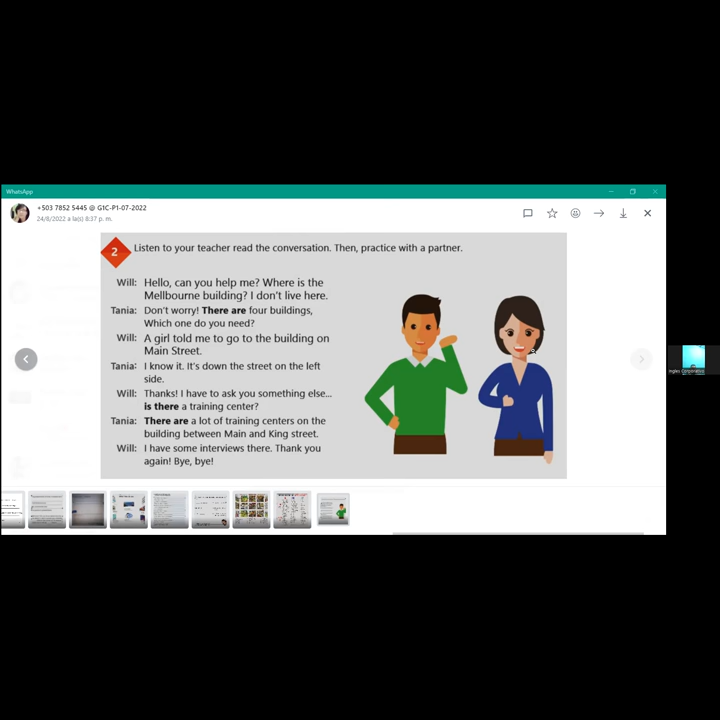 WhatsApp
+503 7852 5445 @ G1C-P1-07-2022
24/8/2022 a la(s) 8:37 p. m.
2 Listen to your teacher read the conversation. Then, practice with a partner.
Will: Hello, can you help me? Where is the
Mellbourne building? I don't live here.
Tania: Don't worry! There are four buildings,
Which one do you need?
Will: A girl told me to go to the building on
Main Street.
Tania: I know it. It's down the street on the left
side.
Will: Thanks! I have to ask you something else...
is there a training center?
Tania: There are a lot of training centers on the
building between Main and King street.
Will: I have some interviews there. Thank you
again! Bye, bye!
Ingles Corporativo